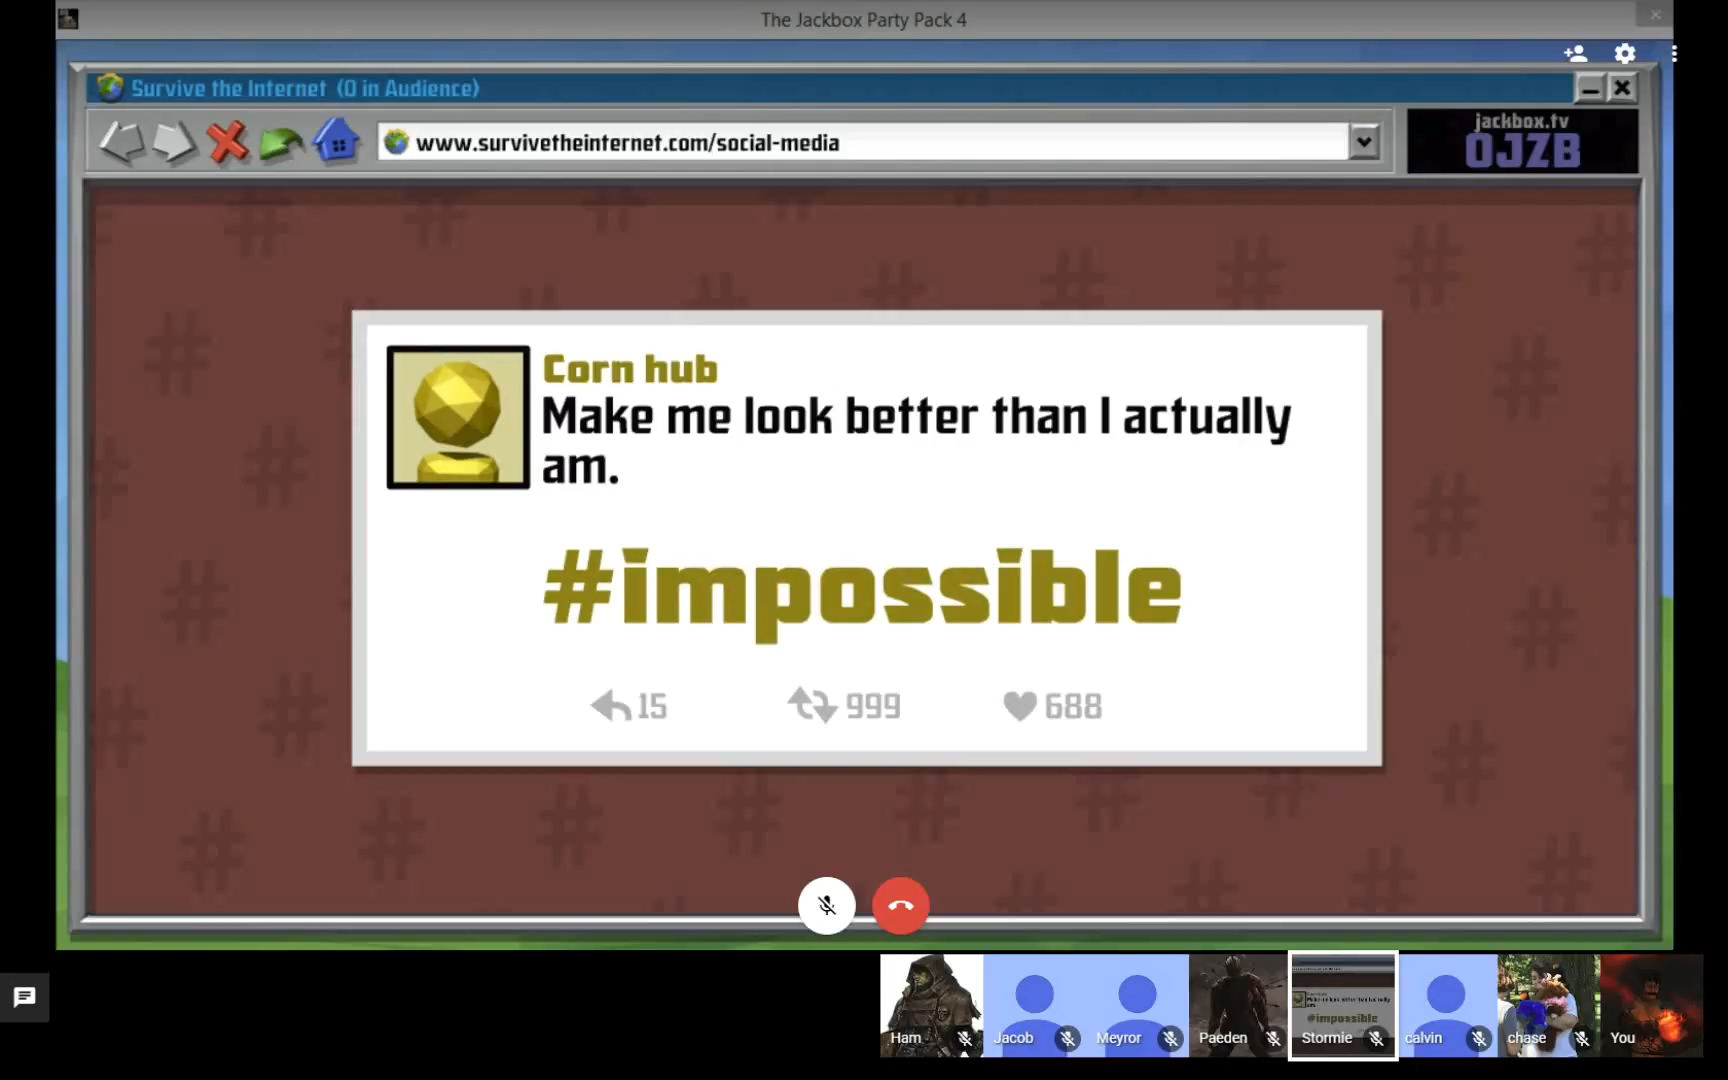 The Jackbox Party Pack 4
Survive the Internet (0 in Audience)
www.survivetheinternet.com/social-media
jackbox.tv
OJZB
Corn hub
Make me look better than I actually
am.
#impossible
15 999 688
Ham Jacob Meyror Paeden Stormie calvin chase You